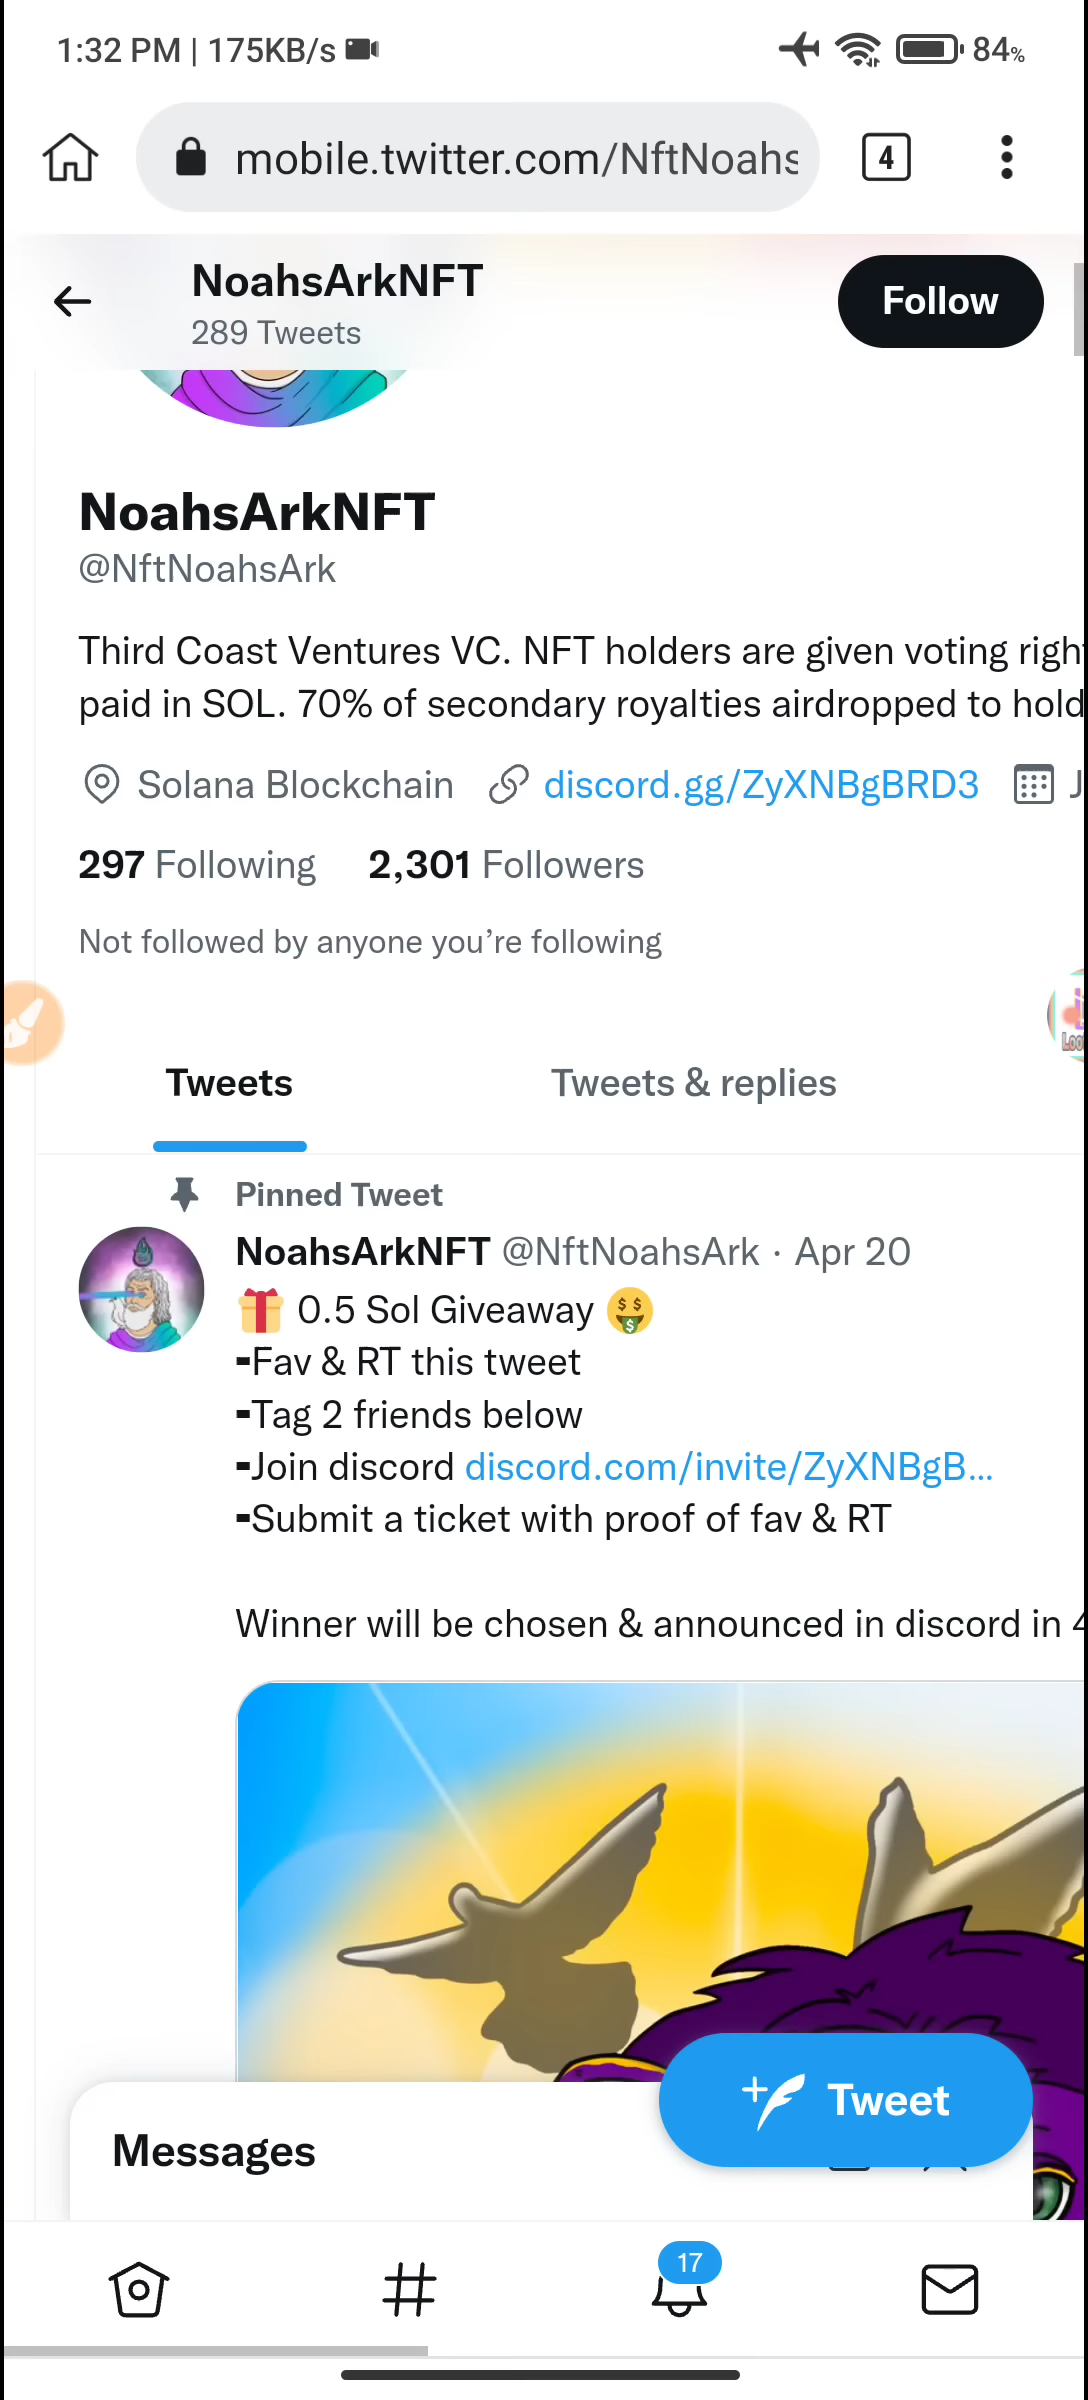 1:32 PM | 175KB/s
84%
mobile.twitter.com/NftNoahs
4
NoahsArkNFT
289 Tweets
Follow
NoahsArkNFT
@NftNoahsArk
Third Coast Ventures VC. NFT holders are given voting
paid in SOL. 70% of secondary royalties airdropped to
Solana Blockchain discord.gg/ZyXNBgBRD3
297 Following 2,301 Followers
Not followed by anyone you're following
Tweets Tweets & replies
Pinned Tweet
NoahsArkNFT @NftNoahsArk · Apr 20
🎁 0.5 Sol Giveaway 🤑
-Fav & RT this tweet
-Tag 2 friends below
-Join discord discord.com/invite/ZyXNBgB...
-Submit a ticket with proof of fav & RT
Winner will be chosen & announced in discord in
Tweet
Messages
17